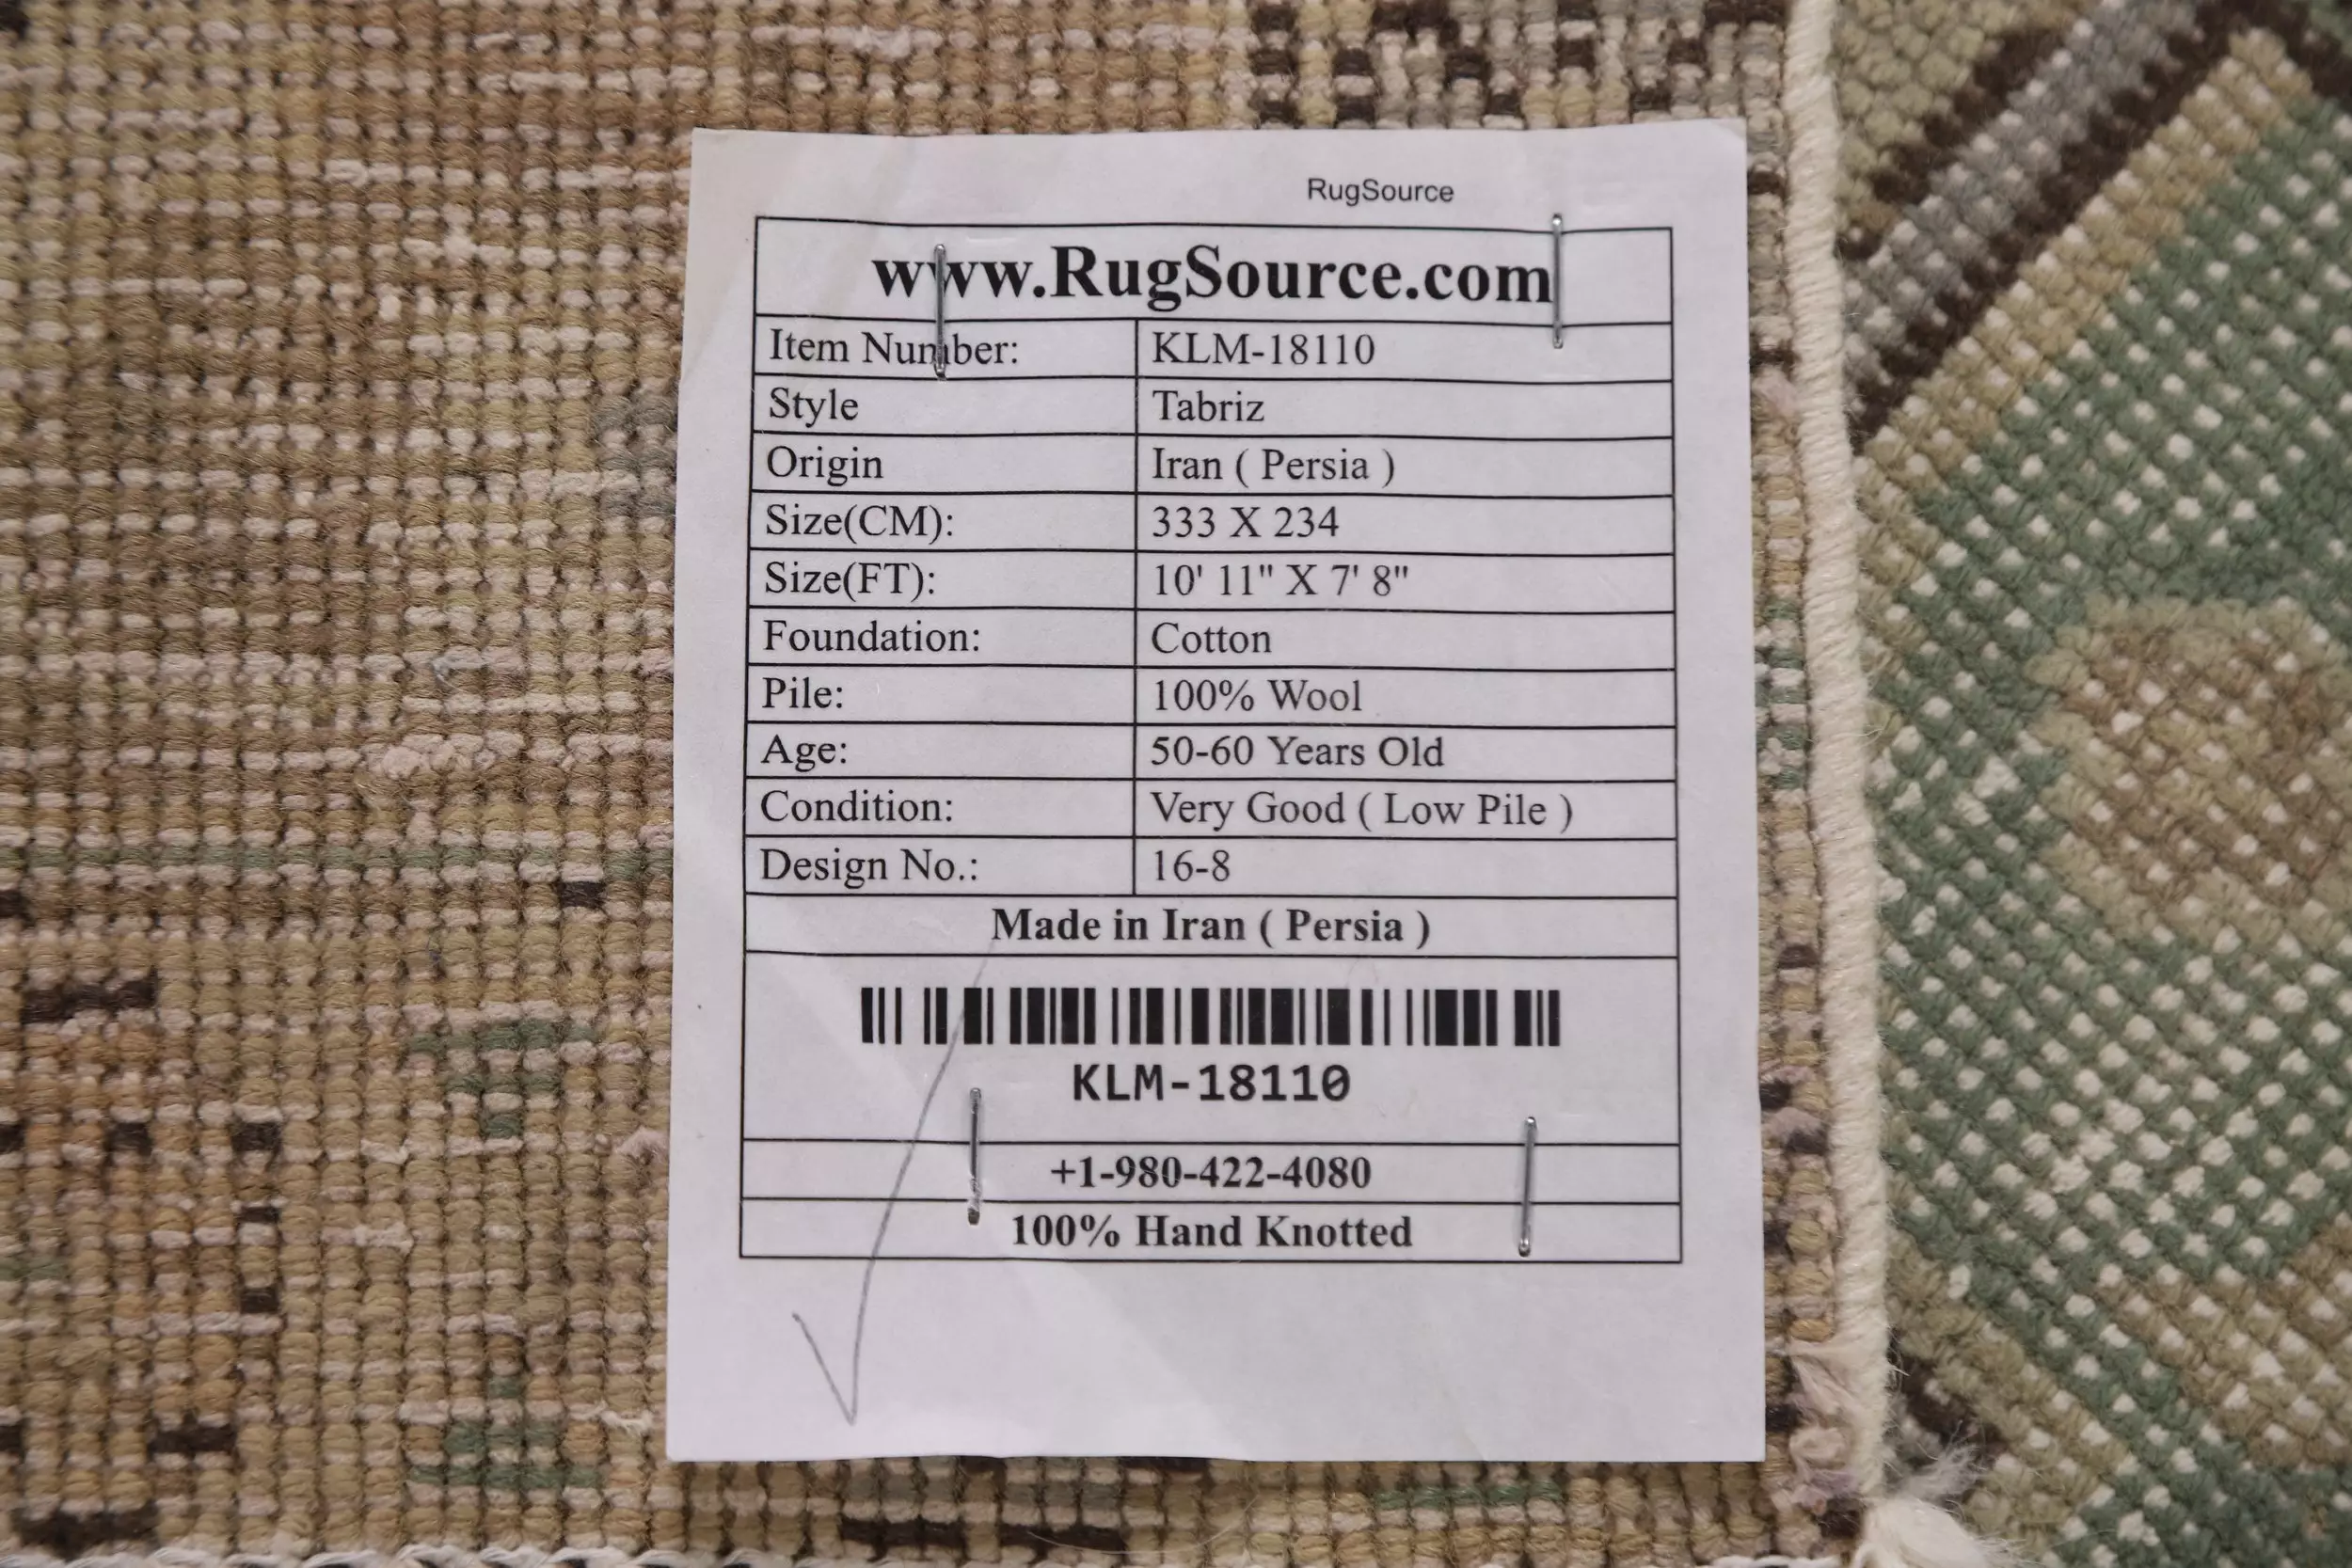 RugSource
www.RugSource.com
Item Number: KLM-18110
Style Tabriz
Origin Iran ( Persia )
Size(CM): 333 X 234
Size(FT): 10' 11" X 7' 8"
Foundation: Cotton
Pile: 100% Wool
Age: 50-60 Years Old
Condition: Very Good ( Low Pile )
Design No.: 16-8
Made in Iran ( Persia )
KLM-18110
+1-980-422-4080
100% Hand Knotted